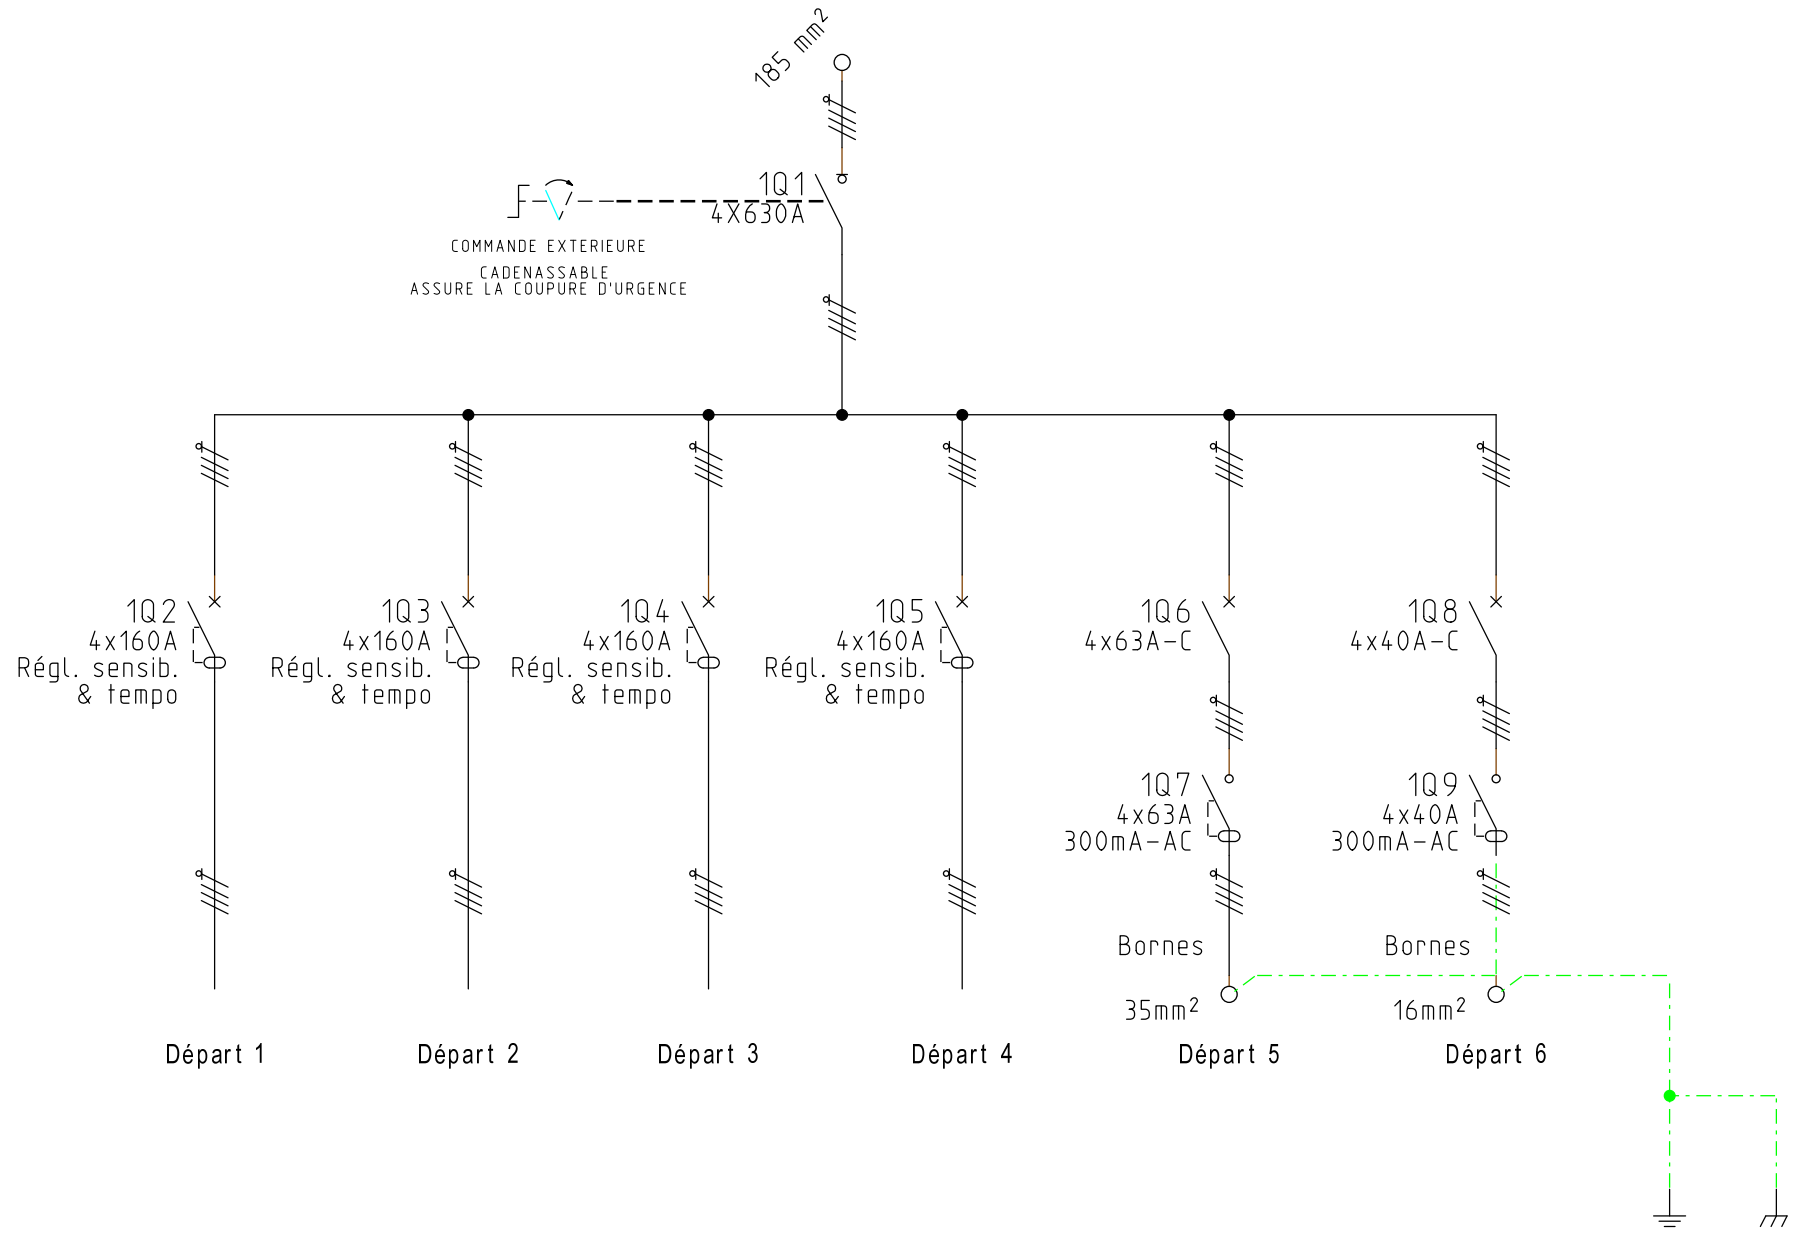 185 mm²
1Q1
4X630A
COMMANDE EXTERIEURE
CADENASSABLE
ASSURE LA COUPURE D'URGENCE
1Q2
4x160A
Régl. sensib.
& tempo
1Q3
4x160A
Régl. sensib.
& tempo
1Q4
4x160A
Régl. sensib.
& tempo
1Q5
4x160A
Régl. sensib.
& tempo
1Q6
4x63A-C
1Q8
4x40A-C
1Q7
4x63A
300mA-AC
1Q9
4x40A
300mA-AC
Bornes
35mm²
Bornes
16mm²
Départ 1
Départ 2
Départ 3
Départ 4
Départ 5
Départ 6